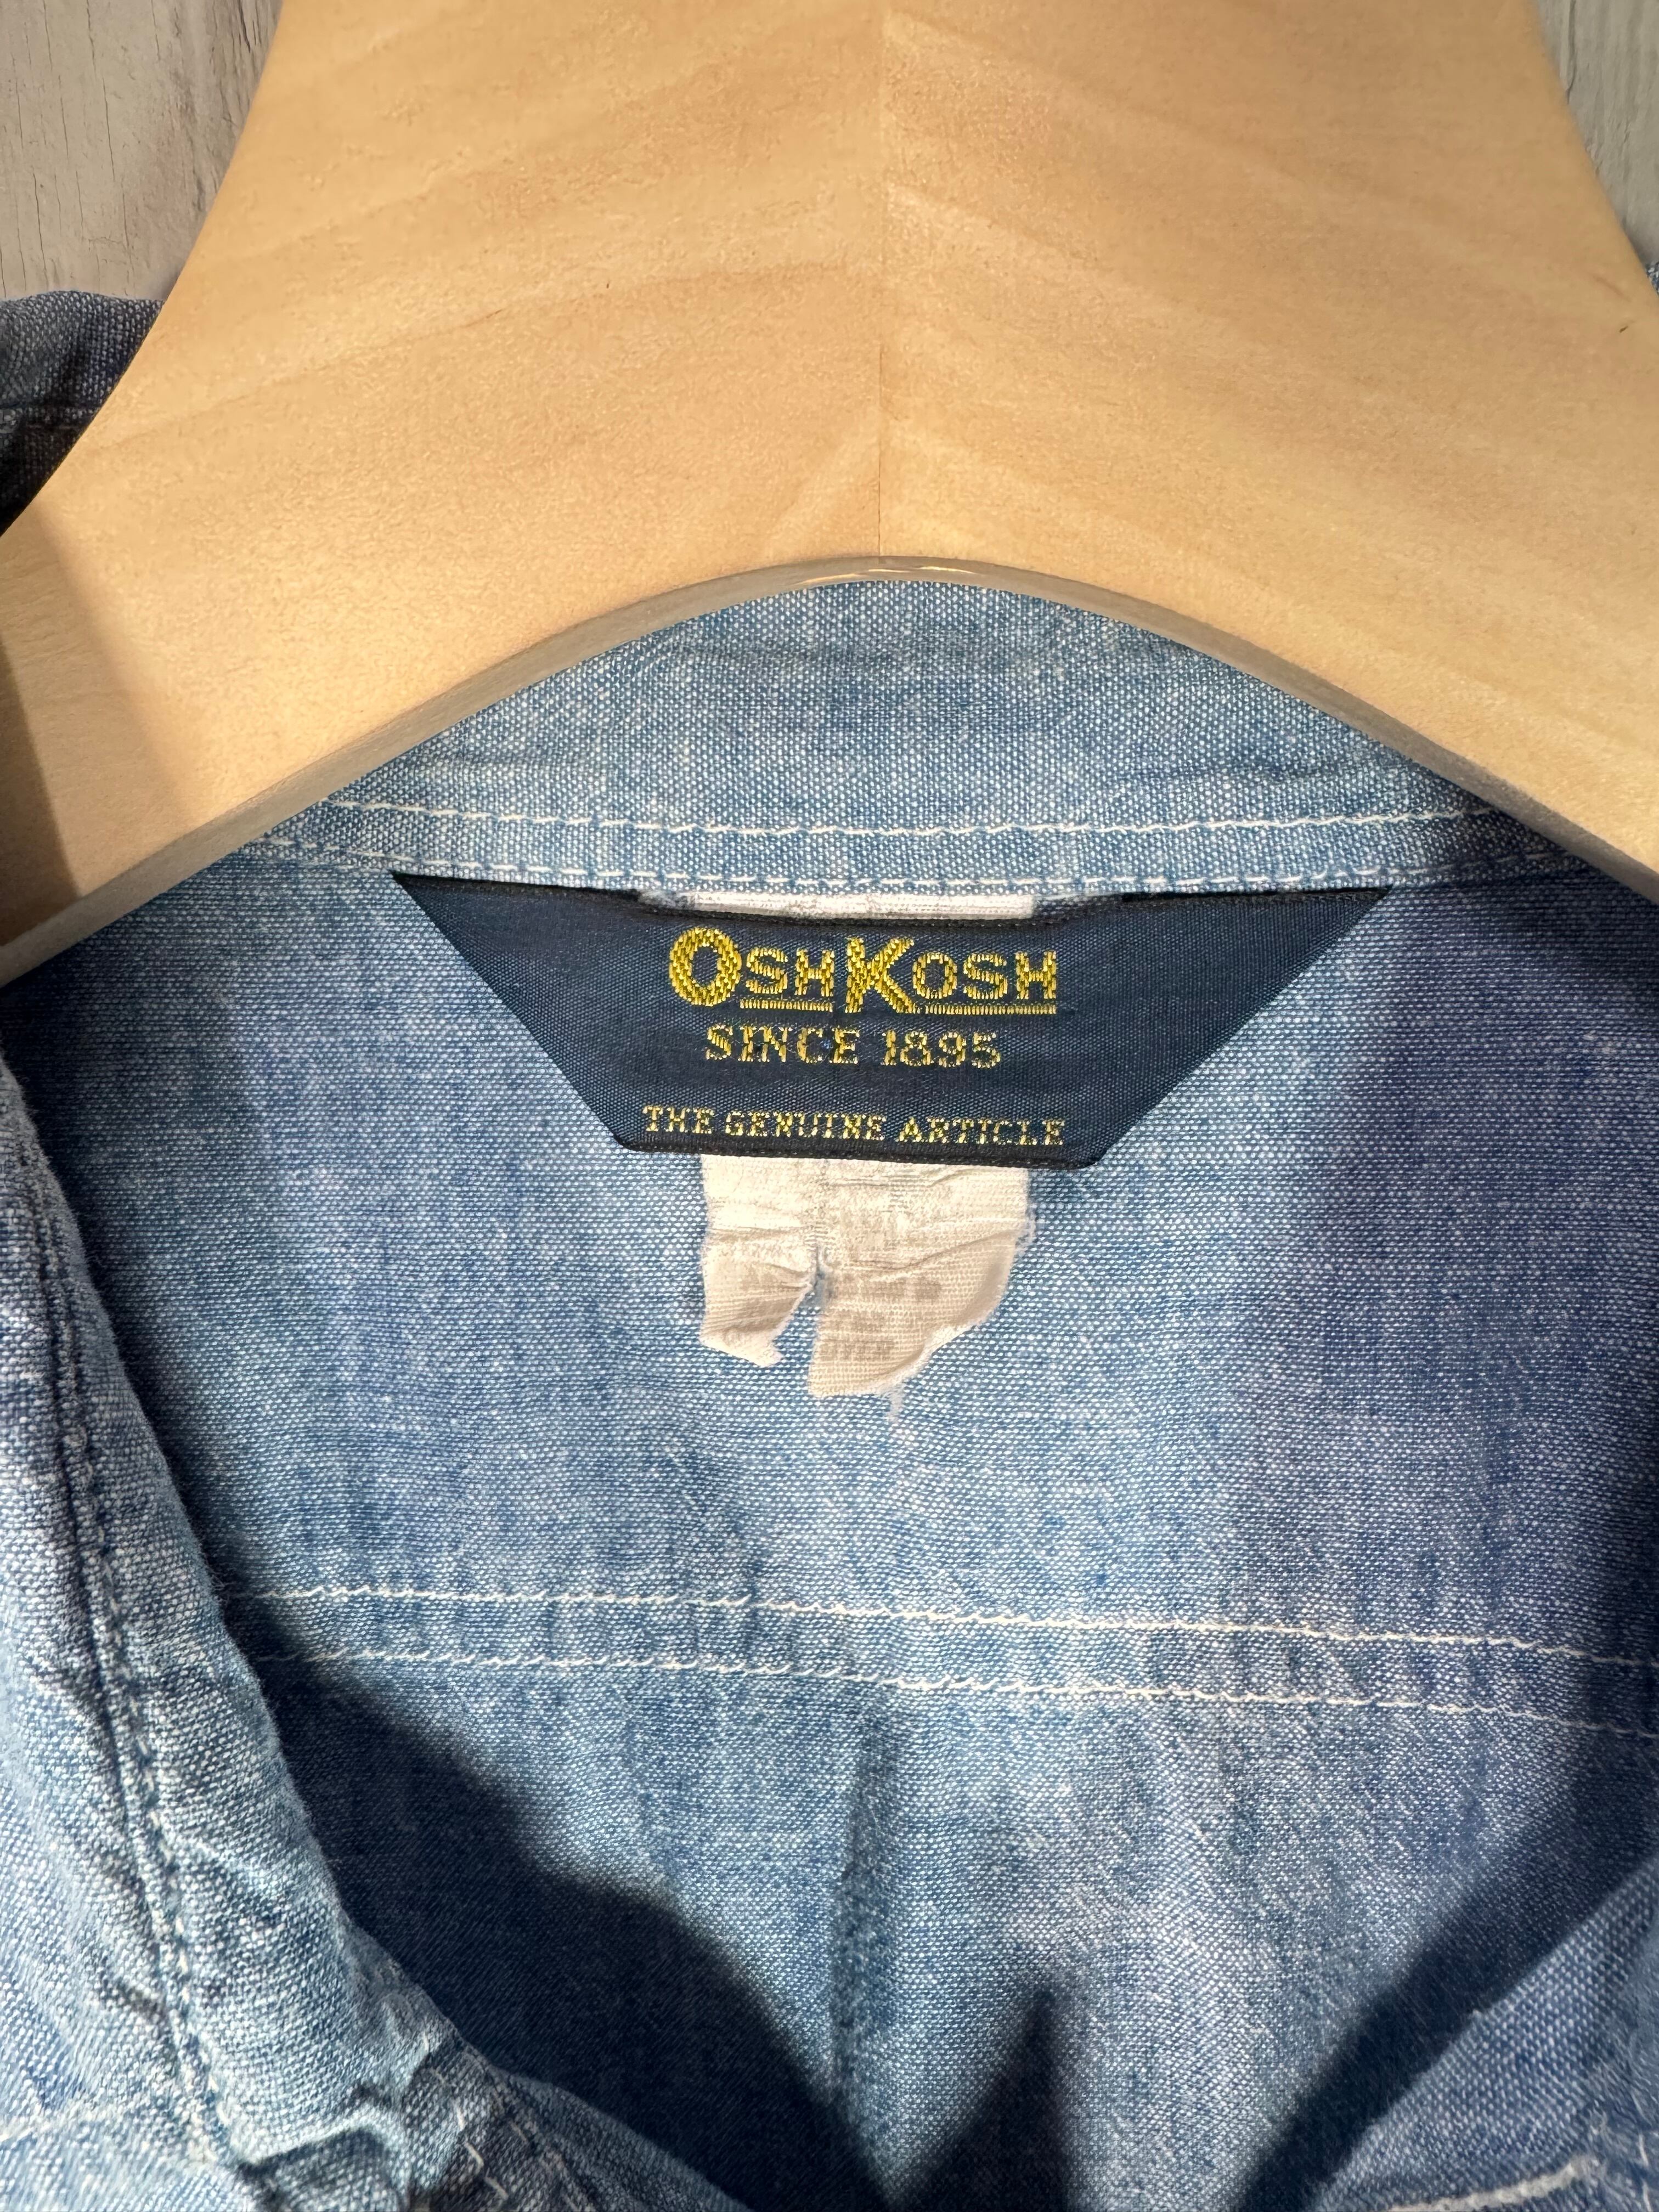 OSHKOSH
SINCE 1895
THE GENUINE ARTICLE